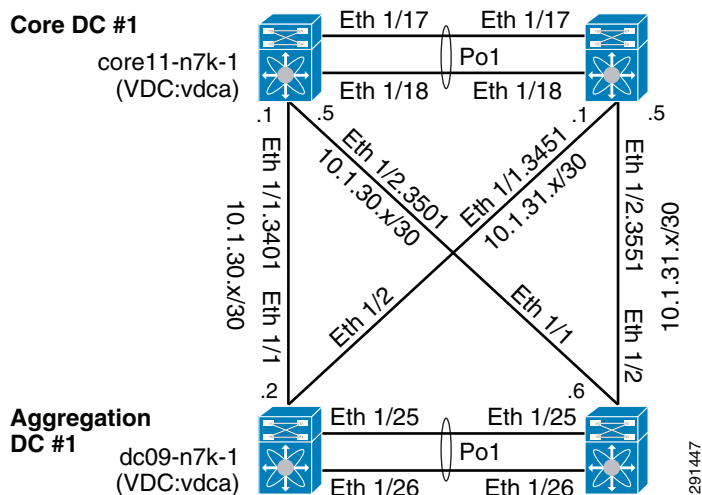 Core DC #1
core11-n7k-1
(VDC:vdca)
Eth 1/17
Eth 1/17
Po1
Eth 1/18
Eth 1/18
.1
.5
.1
.5
Eth 1/1.3401
10.1.30.x/30
Eth 1/2.3501
10.1.30.x/30
Eth 1/1.3451
10.1.31.x/30
Eth 1/2.3551
10.1.31.x/30
Eth 1/1
Eth 1/2
Eth 1/1
Eth 1/2
.2
.6
Aggregation
DC #1
dc09-n7k-1
(VDC:vdca)
Eth 1/25
Eth 1/25
Po1
Eth 1/26
Eth 1/26
291447